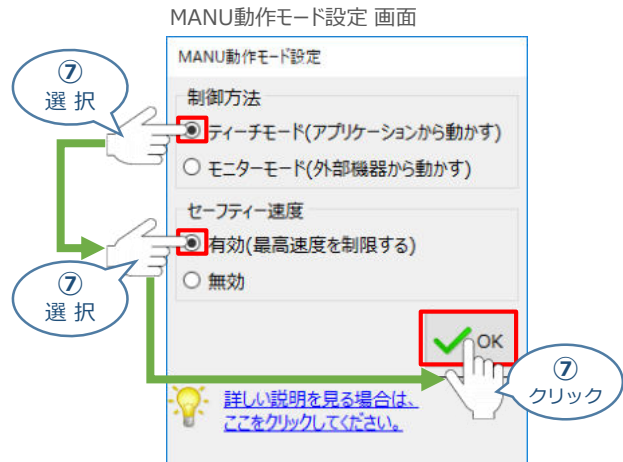 MANU動作モード設定 画面
MANU動作モード設定
⑦
選 択
制御方法
ティーチモード(アプリケーションから動かす)
モニターモード(外部機器から動かす)
セーフティー速度
有効(最高速度を制限する)
⑦
選 択
無効
OK
⑦
クリック
詳しい説明を見る場合は、
ここをクリックしてください。